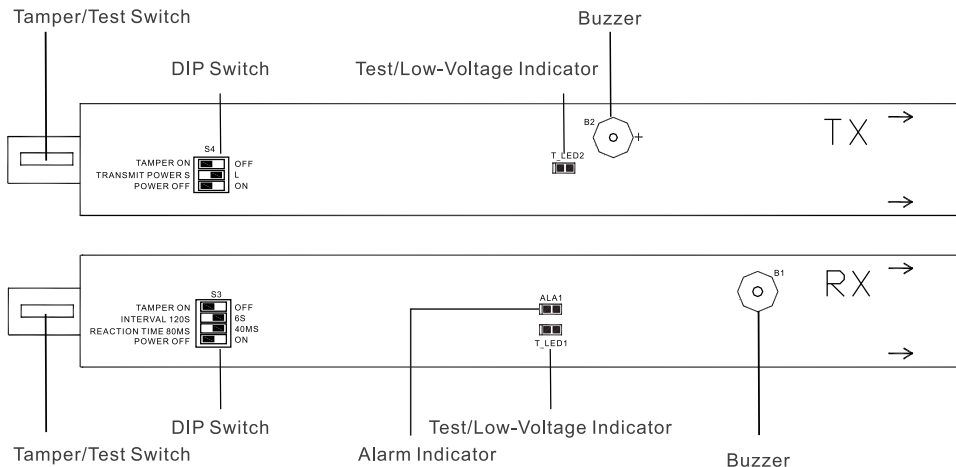 Tamper/Test Switch
Buzzer
DIP Switch
Test/Low-Voltage Indicator
B2
+
TX
S4
T_LED2
TAMPER ON OFF
TRANSMIT POWER S L
POWER OFF ON
B1
RX
S3
ALA1
TAMPER ON OFF
INTERVAL 120S 6S
REACTION TIME 80MS 40MS
POWER OFF ON
T_LED1
DIP Switch
Test/Low-Voltage Indicator
Tamper/Test Switch
Alarm Indicator
Buzzer